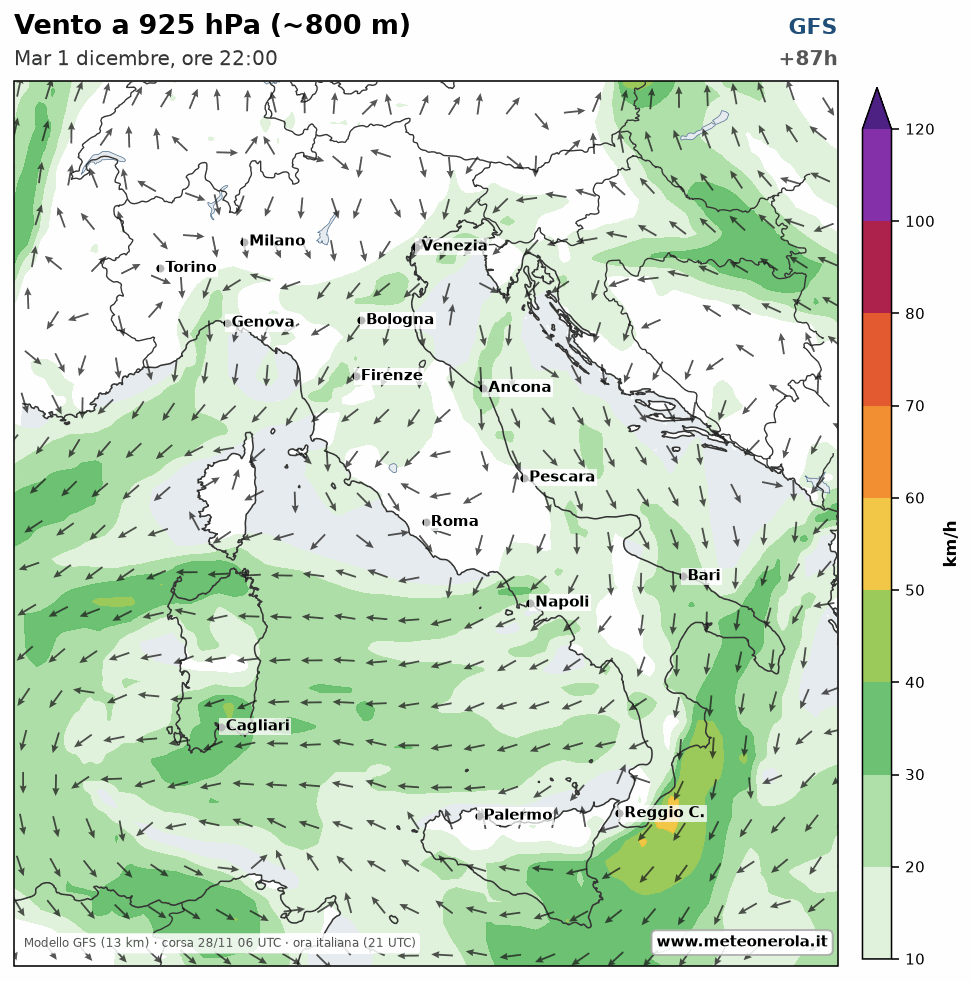 Vento a 925 hPa (~800 m)
GFS
Mar 1 dicembre, ore 22:00
+87h
Milano
Venezia
Torino
Genova
Bologna
Firenze
Ancona
Pescara
Roma
Bari
Napoli
Cagliari
Palermo
Reggio C.
120
100
80
70
60
50
40
30
20
10
km/h
Modello GFS (13 km) · corsa 28/11 06 UTC · ora italiana (21 UTC)
www.meteonerola.it